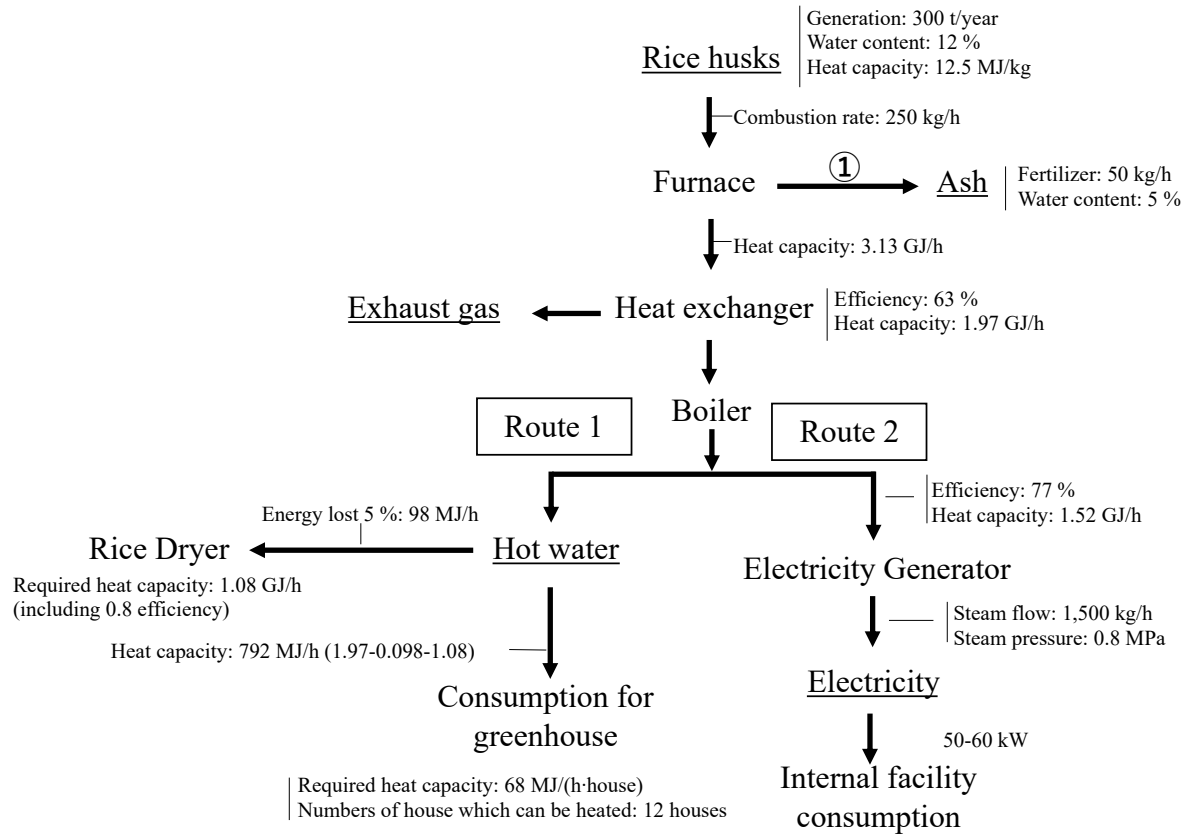 Generation: 300 t/year
Water content: 12 %
Heat capacity: 12.5 MJ/kg
Rice husks
Combustion rate: 250 kg/h
Furnace
①
Ash
Fertilizer: 50 kg/h
Water content: 5 %
Heat capacity: 3.13 GJ/h
Exhaust gas
Heat exchanger
Efficiency: 63 %
Heat capacity: 1.97 GJ/h
Boiler
Route 1
Route 2
Efficiency: 77 %
Heat capacity: 1.52 GJ/h
Energy lost 5 %: 98 MJ/h
Rice Dryer
Hot water
Required heat capacity: 1.08 GJ/h
(including 0.8 efficiency)
Electricity Generator
Steam flow: 1,500 kg/h
Steam pressure: 0.8 MPa
Heat capacity: 792 MJ/h (1.97-0.098-1.08)
Consumption for
greenhouse
Electricity
50-60 kW
Required heat capacity: 68 MJ/(h·house)
Numbers of house which can be heated: 12 houses
Internal facility
consumption